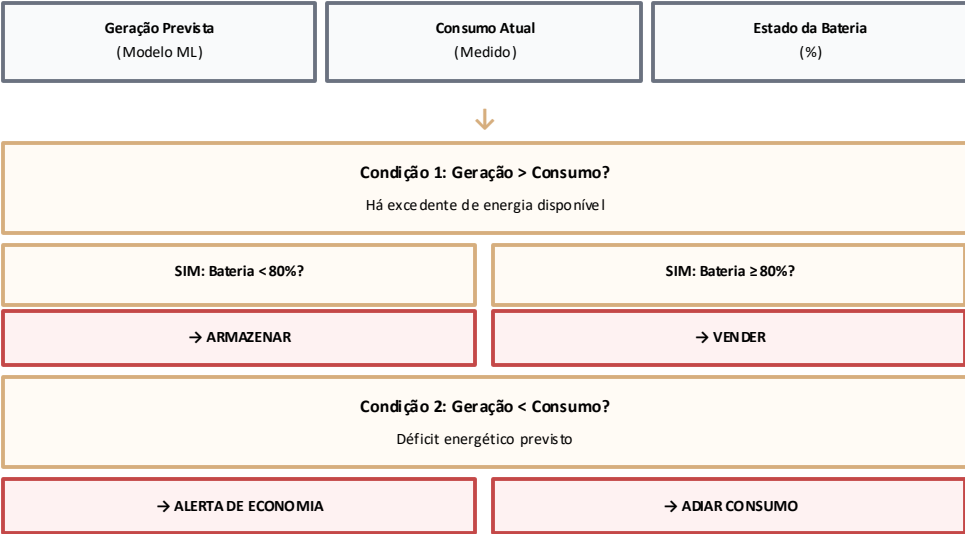 Geração Prevista
(Modelo ML)
Consumo Atual
(Medido)
Estado da Bateria
(%)
↓
Condição 1: Geração > Consumo?
Há excedente de energia disponível
SIM: Bateria < 80%?
SIM: Bateria ≥ 80%?
→ ARMAZENAR
→ VENDER
Condição 2: Geração < Consumo?
Déficit energético previsto
→ ALERTA DE ECONOMIA
→ ADIAR CONSUMO